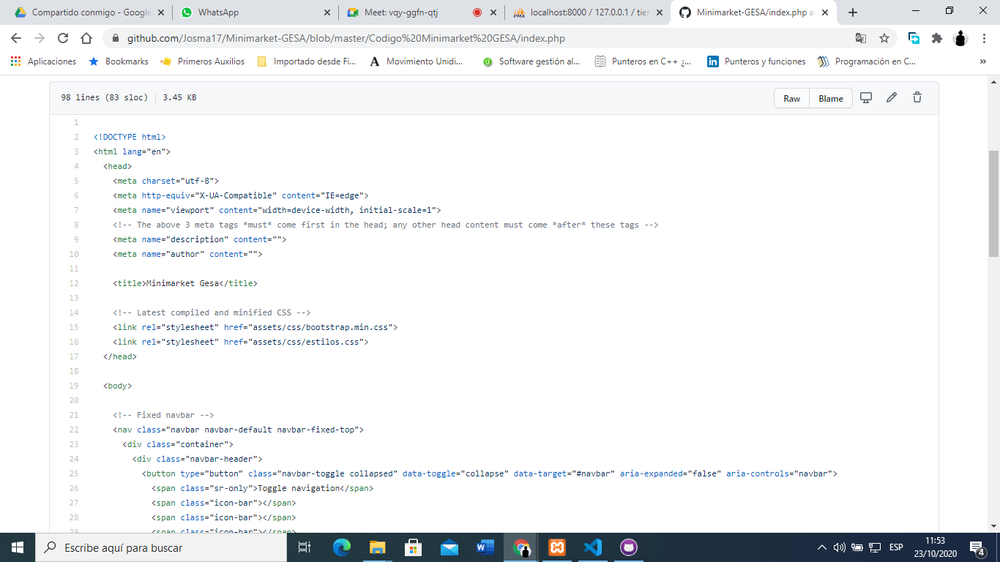 Compartido conmigo - Google
WhatsApp
Meet: vqy-ggfn-qtj
localhost:8000 / 127.0.0.1 / tien
Minimarket-GESA/index.php a
github.com/Josma17/Minimarket-GESA/blob/master/Codigo%20Minimarket%20GESA/index.php
Aplicaciones
Bookmarks
Primeros Auxilios
Importado desde Fi...
Movimiento Unidi...
Software gestión al...
Punteros en C++ ¿...
Punteros y funciones
Programación en C...
»
98 lines (83 sloc)
3.45 KB
Raw
Blame
1
2 <!DOCTYPE html>
3 <html lang="en">
4 <head>
5 <meta charset="utf-8">
6 <meta http-equiv="X-UA-Compatible" content="IE=edge">
7 <meta name="viewport" content="width=device-width, initial-scale=1">
8 <!-- The above 3 meta tags *must* come first in the head; any other head content must come *after* these tags -->
9 <meta name="description" content="">
10 <meta name="author" content="">
11
12 <title>Minimarket Gesa</title>
13
14 <!-- Latest compiled and minified CSS -->
15 <link rel="stylesheet" href="assets/css/bootstrap.min.css">
16 <link rel="stylesheet" href="assets/css/estilos.css">
17 </head>
18
19 <body>
20
21 <!-- Fixed navbar -->
22 <nav class="navbar navbar-default navbar-fixed-top">
23 <div class="container">
24 <div class="navbar-header">
25 <button type="button" class="navbar-toggle collapsed" data-toggle="collapse" data-target="#navbar" aria-expanded="false" aria-controls="navbar">
26 <span class="sr-only">Toggle navigation</span>
27 <span class="icon-bar"></span>
28 <span class="icon-bar"></span>
29 <span class="icon-bar"></span>
Escribe aquí para buscar
ESP
11:53
23/10/2020
4